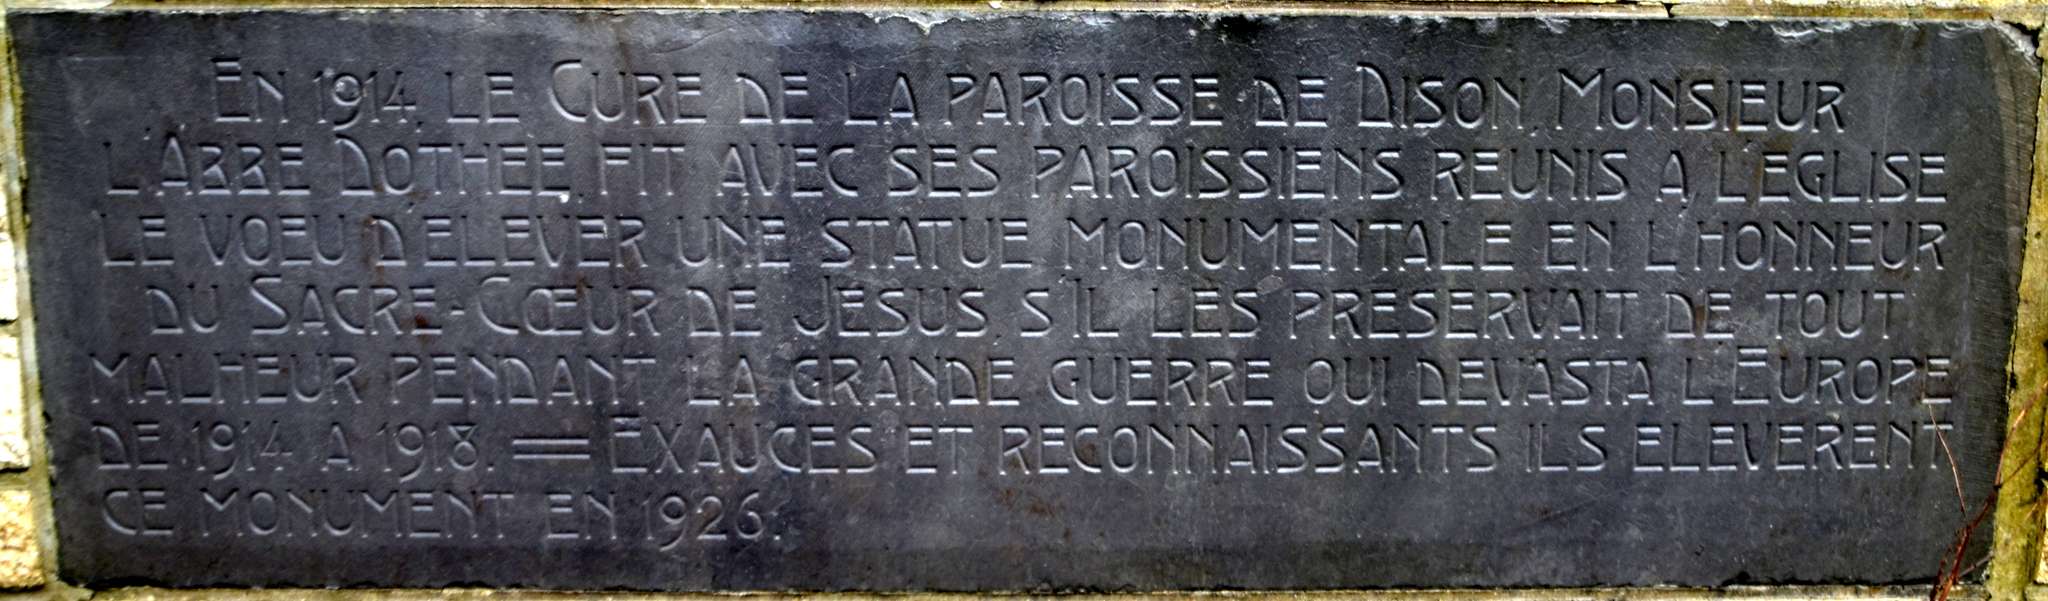 En 1914, le Cure de la paroisse de Dison, Monsieur
l'Abbe Dothee, fit avec ses paroissiens reunis a l'eglise
le voeu d'elever une statue monumentale en l'honneur
du Sacre-Cœur de Jesus s'Il les preservait de tout
malheur pendant la grande guerre qui devasta l'Europe
de 1914 a 1918. = Exauces et reconnaissants ils eleverent
ce monument en 1926.